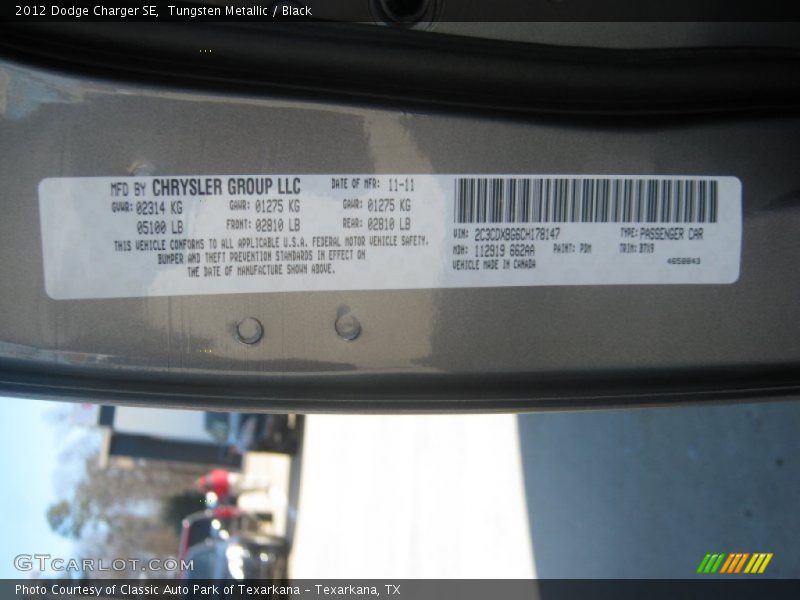 2012 Dodge Charger SE,  Tungsten Metallic / Black
MFD BY CHRYSLER GROUP LLC
DATE OF MFR: 11-11
GVWR: 02314 KG
GAWR: 01275 KG
GAWR: 01275 KG
05100 LB
FRONT: 02810 LB
REAR: 02810 LB
THIS VEHICLE CONFORMS TO ALL APPLICABLE U.S.A. FEDERAL MOTOR VEHICLE SAFETY,
BUMPER AND THEFT PREVENTION STANDARDS IN EFFECT ON
THE DATE OF MANUFACTURE SHOWN ABOVE.
VIN: 2C3CDXBG6CH178147
TYPE: PASSENGER CAR
MDH: 112919 662AA
PAINT: PDM
TRIM: B7X9
VEHICLE MADE IN CANADA
4658843
GTCARLOT.COM
Photo Courtesy of Classic Auto Park of Texarkana - Texarkana, TX